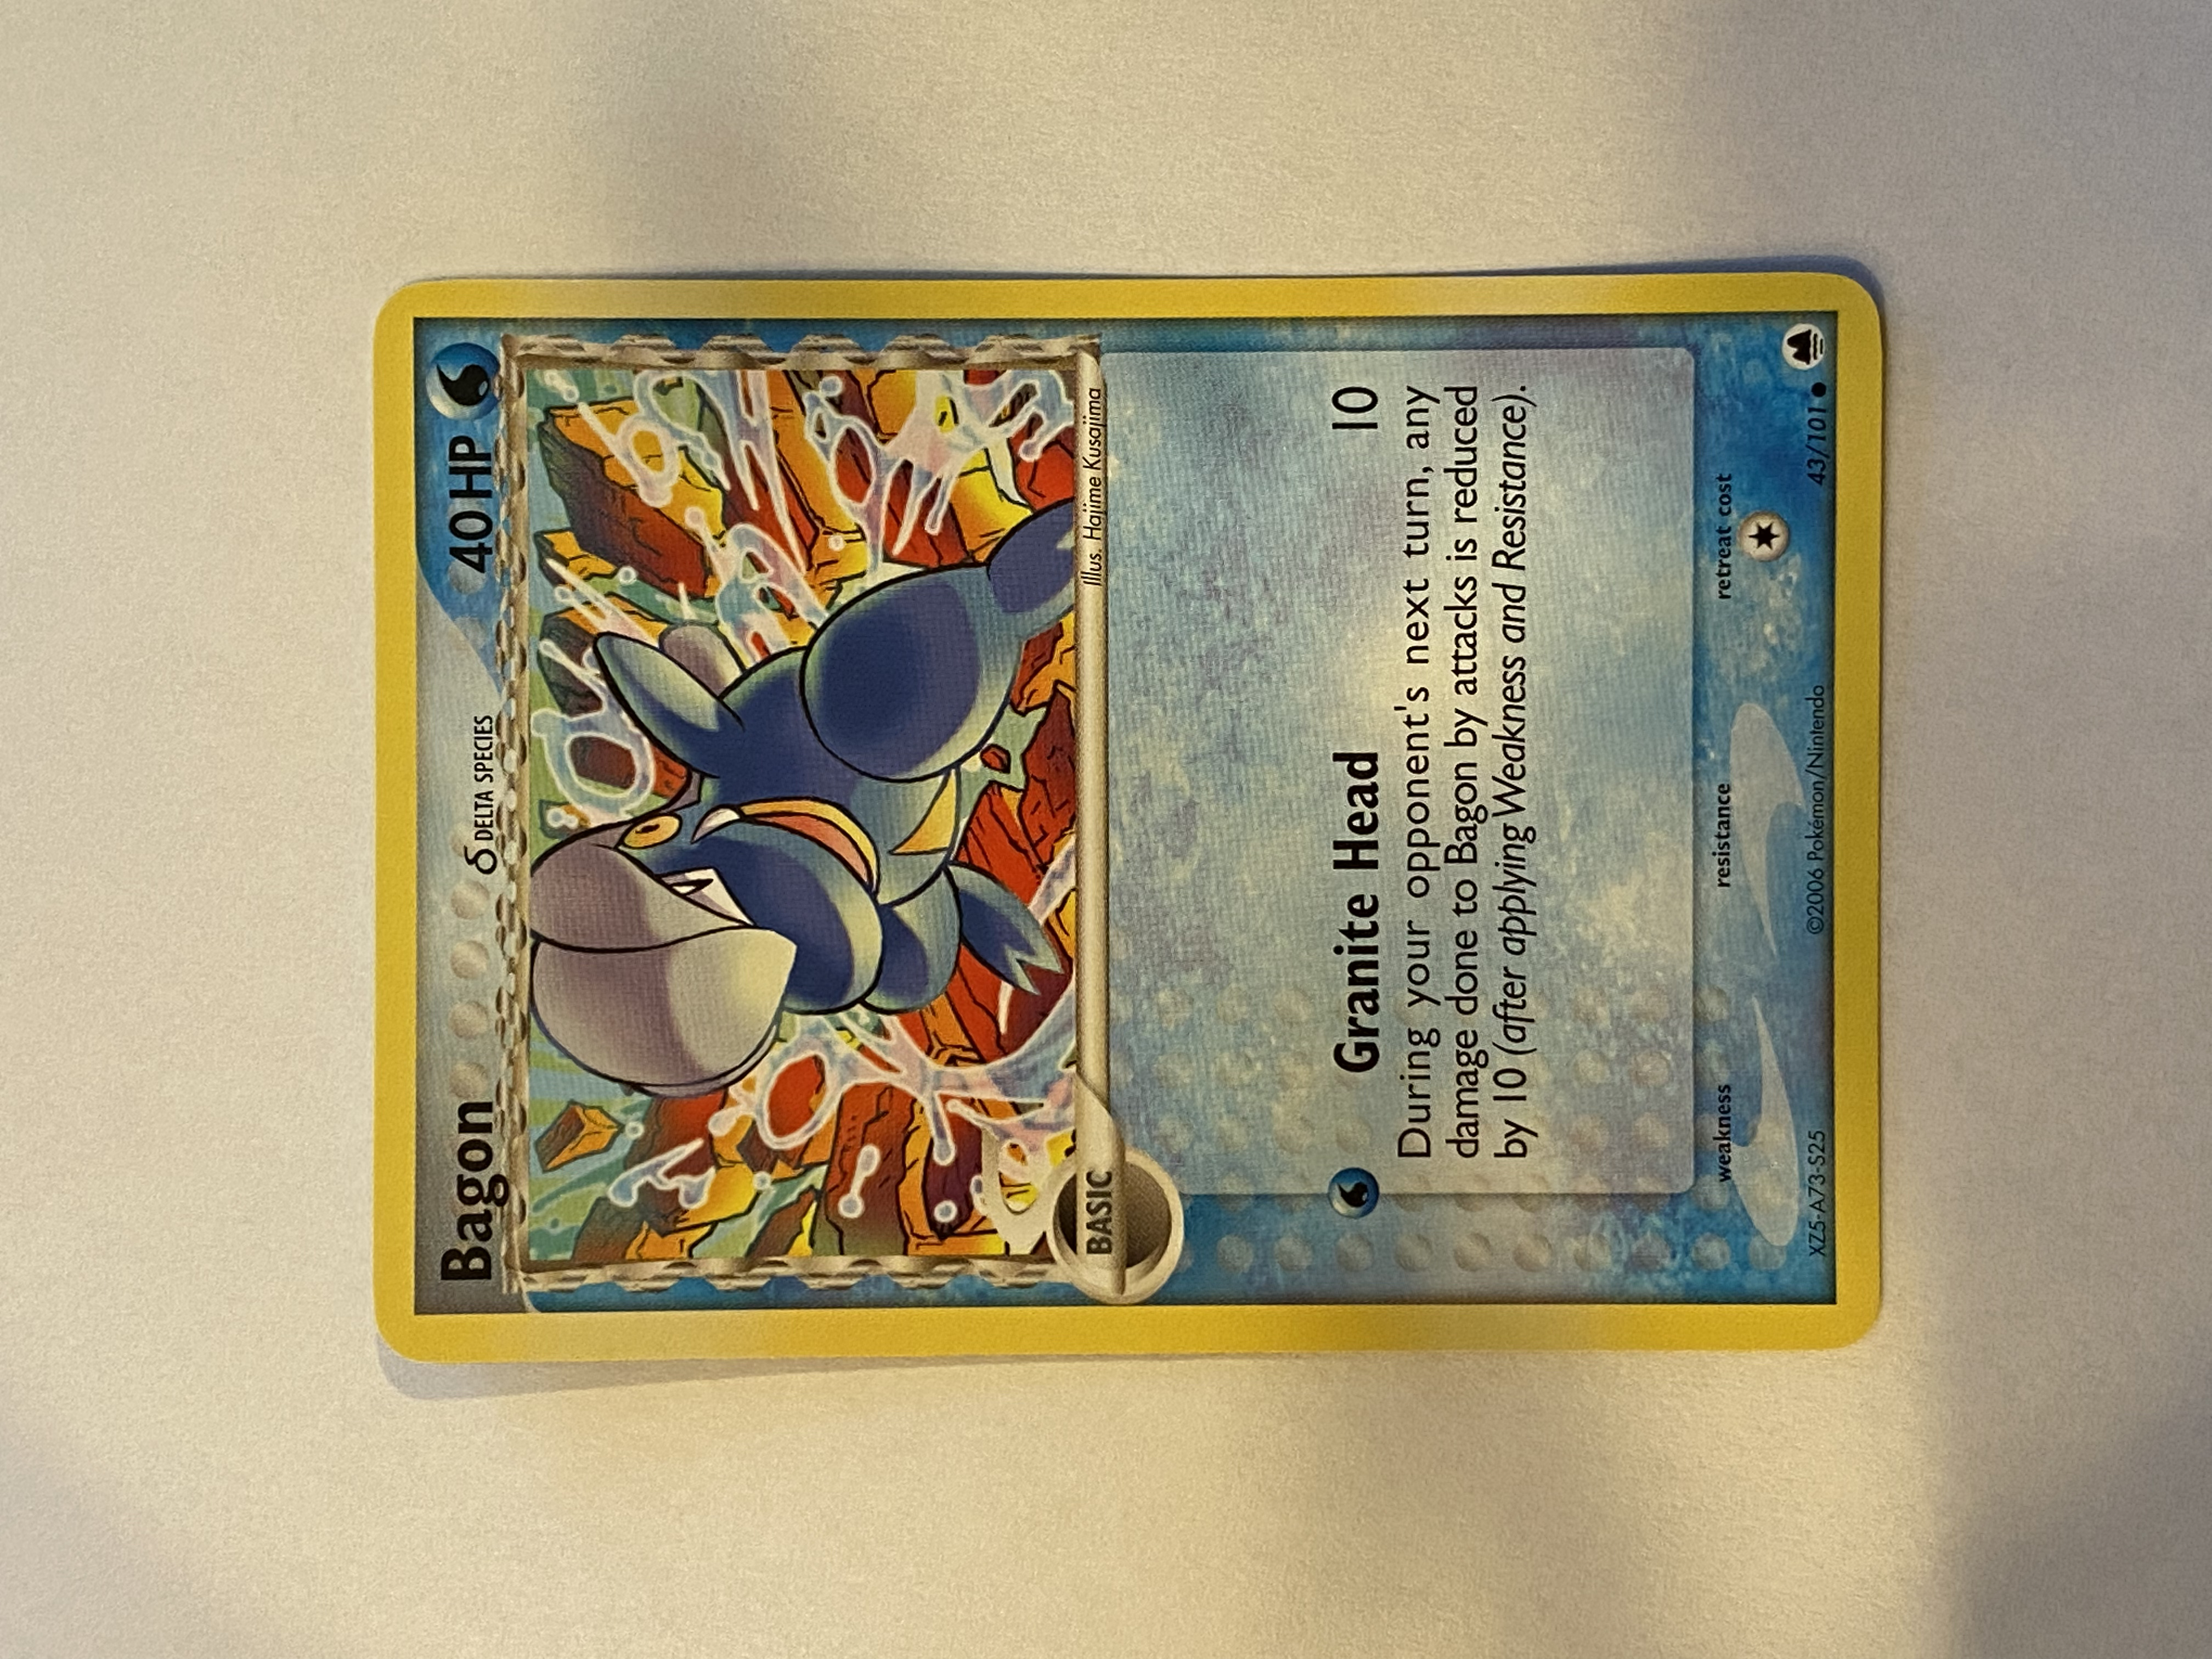 Bagon
δ DELTA SPECIES
40 HP
BASIC
Illus. Hajime Kusajima
Granite Head 10
During your opponent's next turn, any
damage done to Bagon by attacks is reduced
by 10 (after applying Weakness and Resistance).
weakness resistance retreat cost
XZ5-A73-S25 ©2006 Pokémon/Nintendo 43/101 ●